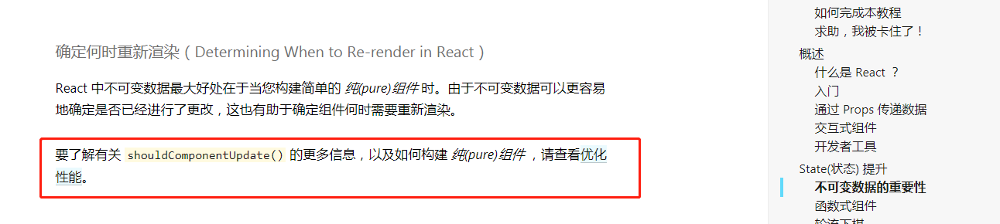 确定何时重新渲染（Determining When to Re-render in React）
React 中不可变数据最大好处在于当您构建简单的 纯(pure)组件 时。由于不可变数据可以更容易
地确定是否已经进行了更改，这也有助于确定组件何时需要重新渲染。
要了解有关 shouldComponentUpdate() 的更多信息，以及如何构建 纯(pure)组件 ，请查看优化
性能。
如何完成本教程
求助，我被卡住了！
概述
什么是 React ？
入门
通过 Props 传递数据
交互式组件
开发者工具
State(状态) 提升
不可变数据的重要性
函数式组件
轮流下棋